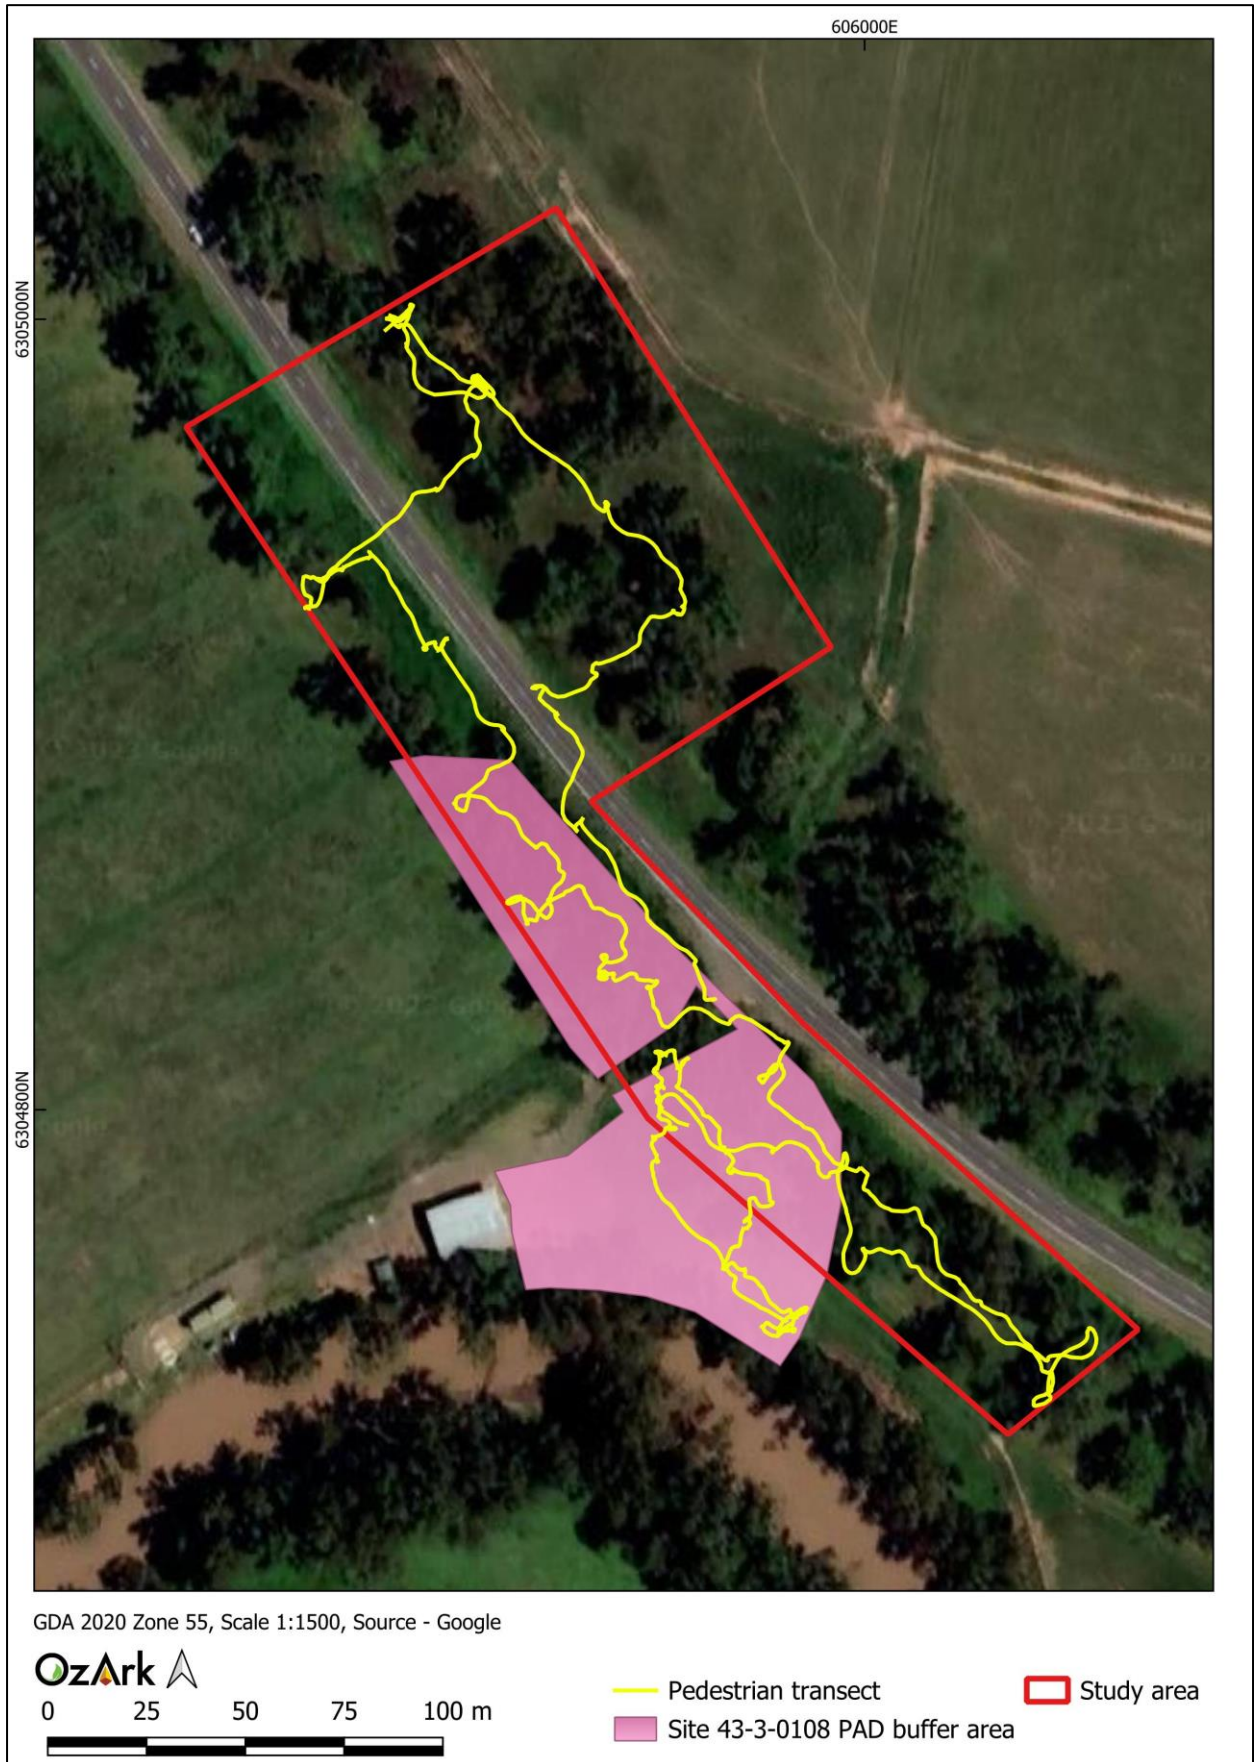 606000E
6305000N
6304800N
GDA 2020 Zone 55, Scale 1:1500, Source - Google
OzArk
0 25 50 75 100 m
Pedestrian transect
Study area
Site 43-3-0108 PAD buffer area